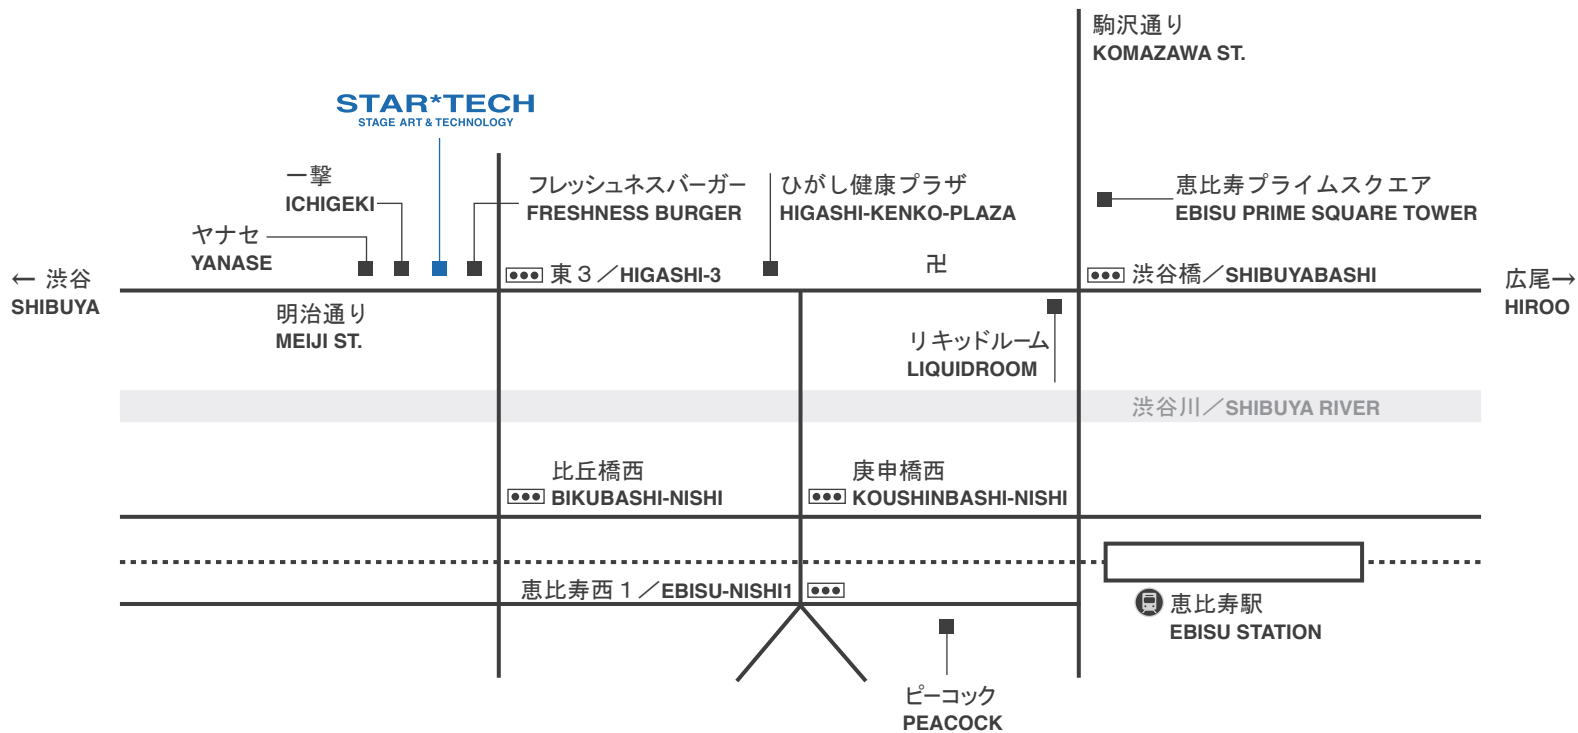 駒沢通り
KOMAZAWA ST.
STAR*TECH
STAGE ART & TECHNOLOGY
一撃
ICHIGEKI
フレッシュネスバーガー
FRESHNESS BURGER
ひがし健康プラザ
HIGASHI-KENKO-PLAZA
恵比寿プライムスクエア
EBISU PRIME SQUARE TOWER
ヤナセ
YANASE
← 渋谷
SHIBUYA
東3／HIGASHI-3
卍
渋谷橋／SHIBUYABASHI
広尾→
HIROO
明治通り
MEIJI ST.
リキッドルーム
LIQUIDROOM
渋谷川／SHIBUYA RIVER
比丘橋西
BIKUBASHI-NISHI
庚申橋西
KOUSHINBASHI-NISHI
恵比寿西1／EBISU-NISHI1
恵比寿駅
EBISU STATION
ピーコック
PEACOCK